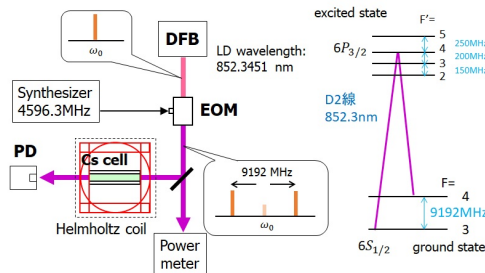 DFB
ω0
LD wavelength:
852.3451 nm
Synthesizer
4596.3MHz
EOM
PD
Cs cell
9192 MHz
ω0
Helmholtz coil
Power
meter
excited state
F'=
6P3/2
5
4
3
2
250MHz
200MHz
150MHz
D2線
852.3nm
F=
4
9192MHz
3
6S1/2
ground state